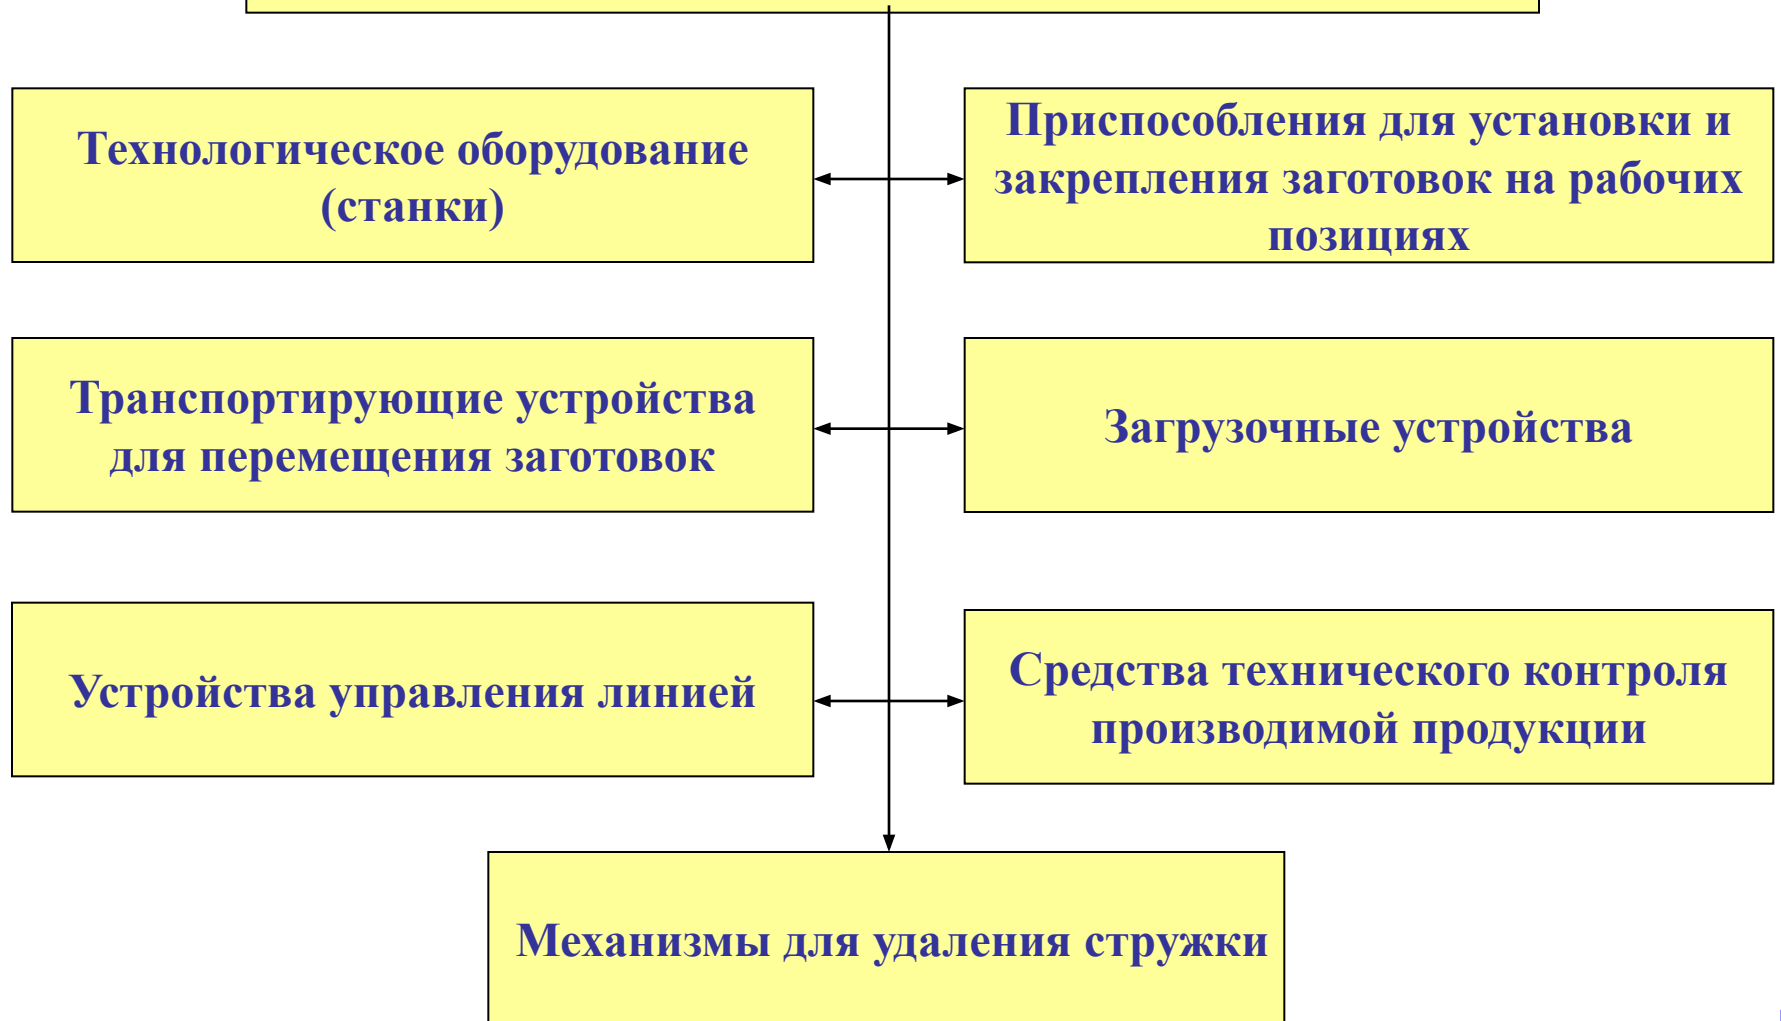 Технологическое оборудование
(станки)
Приспособления для установки и
закрепления заготовок на рабочих
позициях
Транспортирующие устройства
для перемещения заготовок
Загрузочные устройства
Устройства управления линией
Средства технического контроля
производимой продукции
Механизмы для удаления стружки